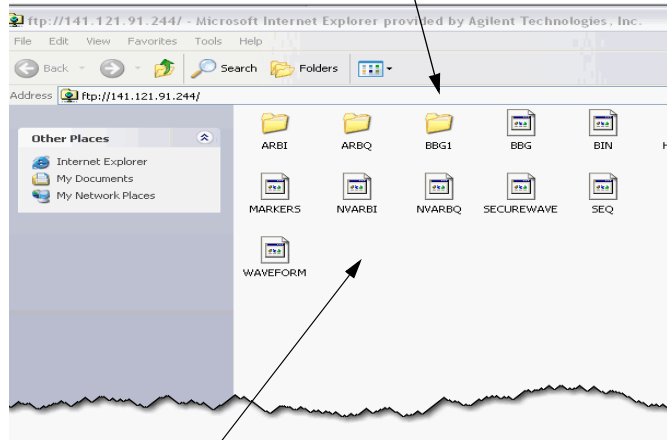 ftp://141.121.91.244/ - Microsoft Internet Explorer provided by Agilent Technologies, Inc.
File Edit View Favorites Tools Help
Back Search Folders
Address ftp://141.121.91.244/
Other Places
Internet Explorer
My Documents
My Network Places
ARBI ARBQ BBG1 BBG BIN
MARKERS NVARBI NVARBQ SECUREWAVE SEQ
WAVEFORM